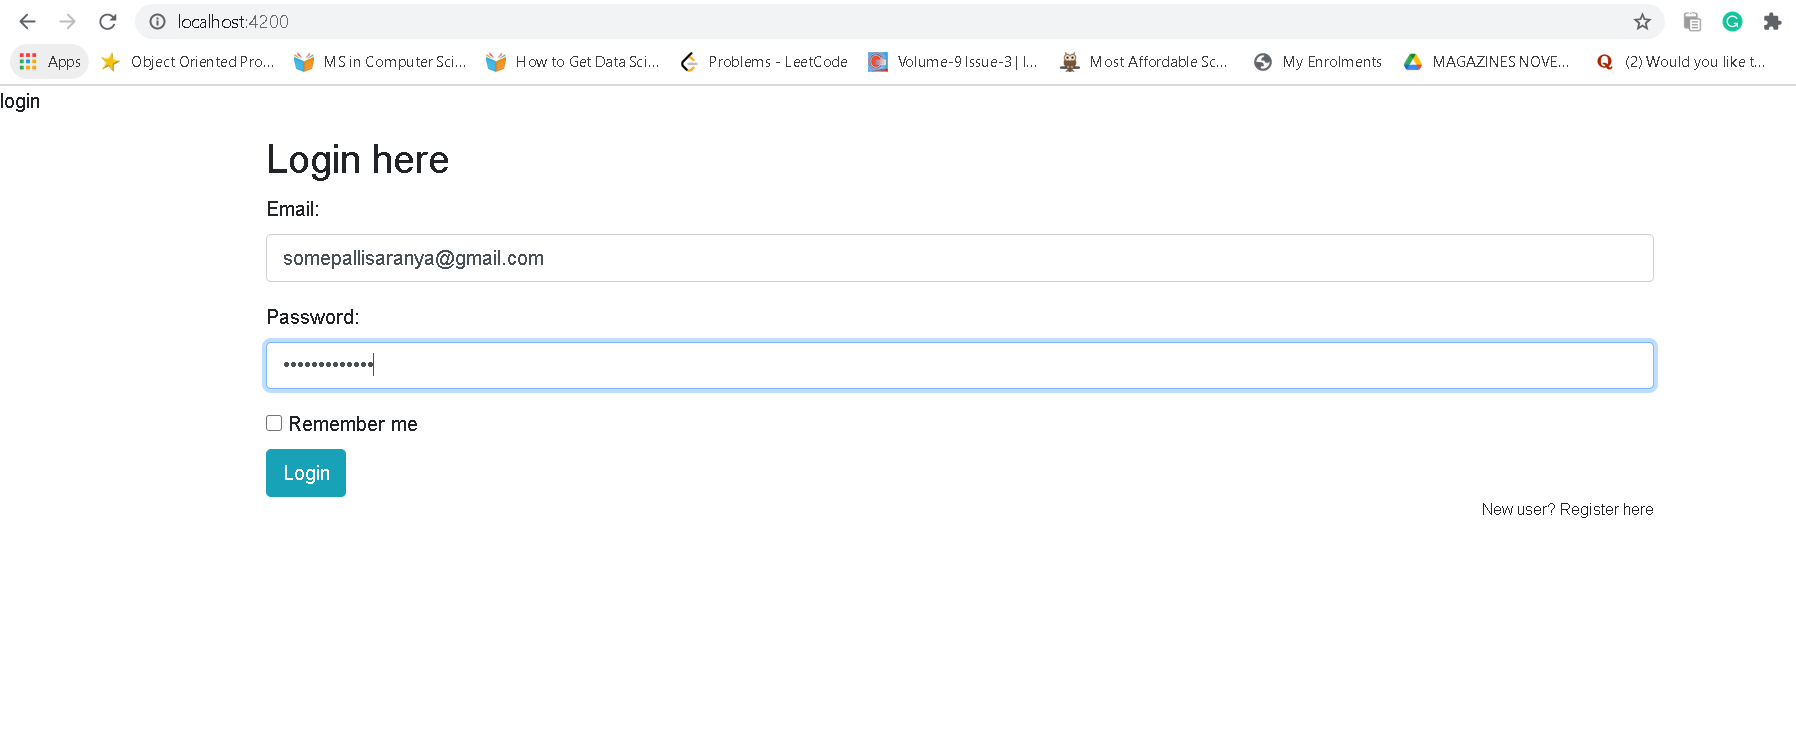 localhost:4200
Apps Object Oriented Pro... MS in Computer Sci... How to Get Data Sci... Problems - LeetCode Volume-9 Issue-3 | I... Most Affordable Sc... My Enrolments MAGAZINES NOVE... (2) Would you like t...
login
Login here
Email:
somepallisaranya@gmail.com
Password:
•••••••••••••
Remember me
Login
New user? Register here